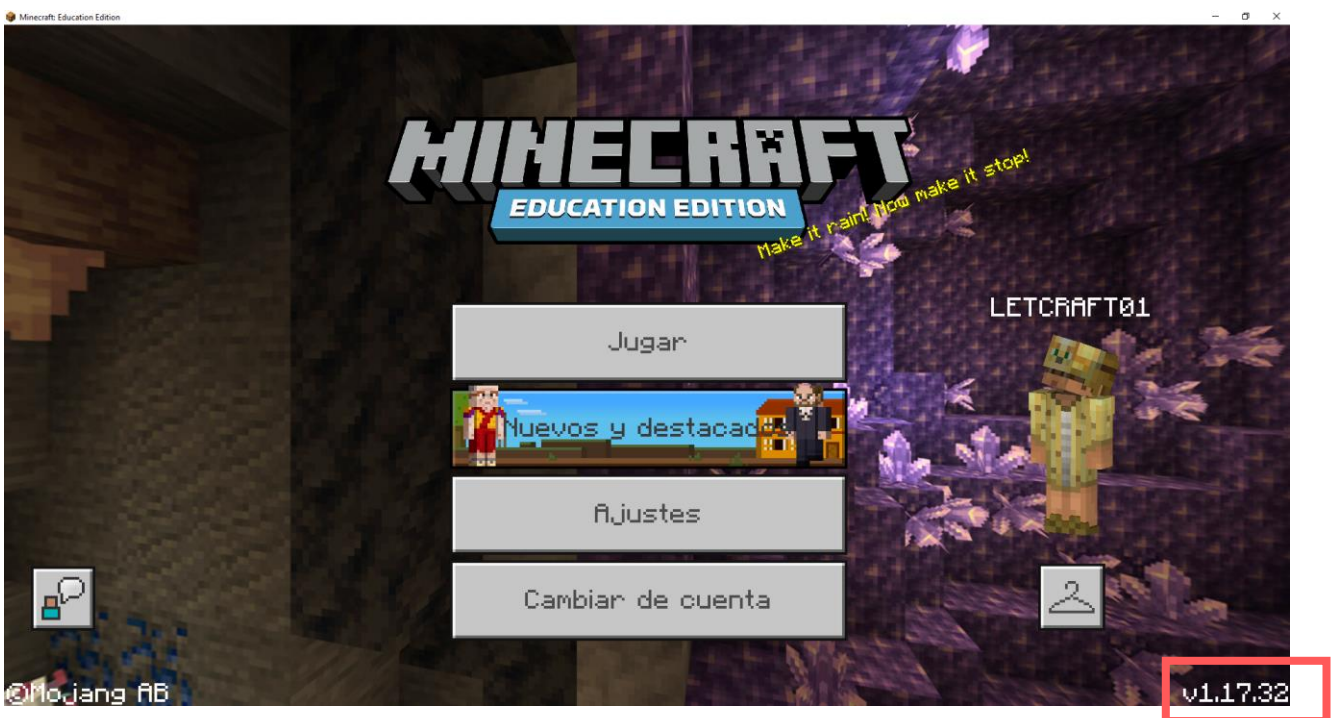 Minecraft: Education Edition
MINECRAFT
EDUCATION EDITION
Make it rain! Now make it stop!
LETCRAFT01
Jugar
Nuevos y destacad
Ajustes
Cambiar de cuenta
©Mojang AB
v1.17.32